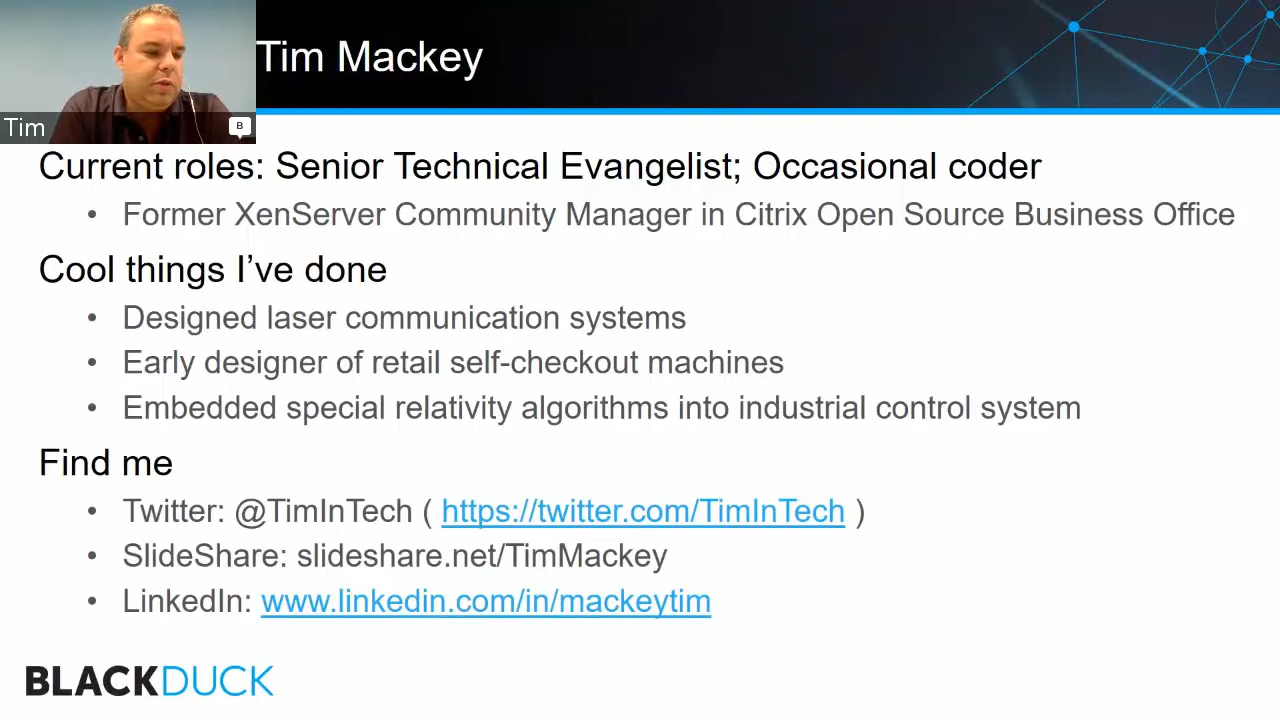 Tim Mackey
Tim
B
Current roles: Senior Technical Evangelist; Occasional coder
• Former XenServer Community Manager in Citrix Open Source Business Office
Cool things I’ve done
• Designed laser communication systems
• Early designer of retail self-checkout machines
• Embedded special relativity algorithms into industrial control system
Find me
• Twitter: @TimInTech ( https://twitter.com/TimInTech )
• SlideShare: slideshare.net/TimMackey
• LinkedIn: www.linkedin.com/in/mackeytim
BLACKDUCK